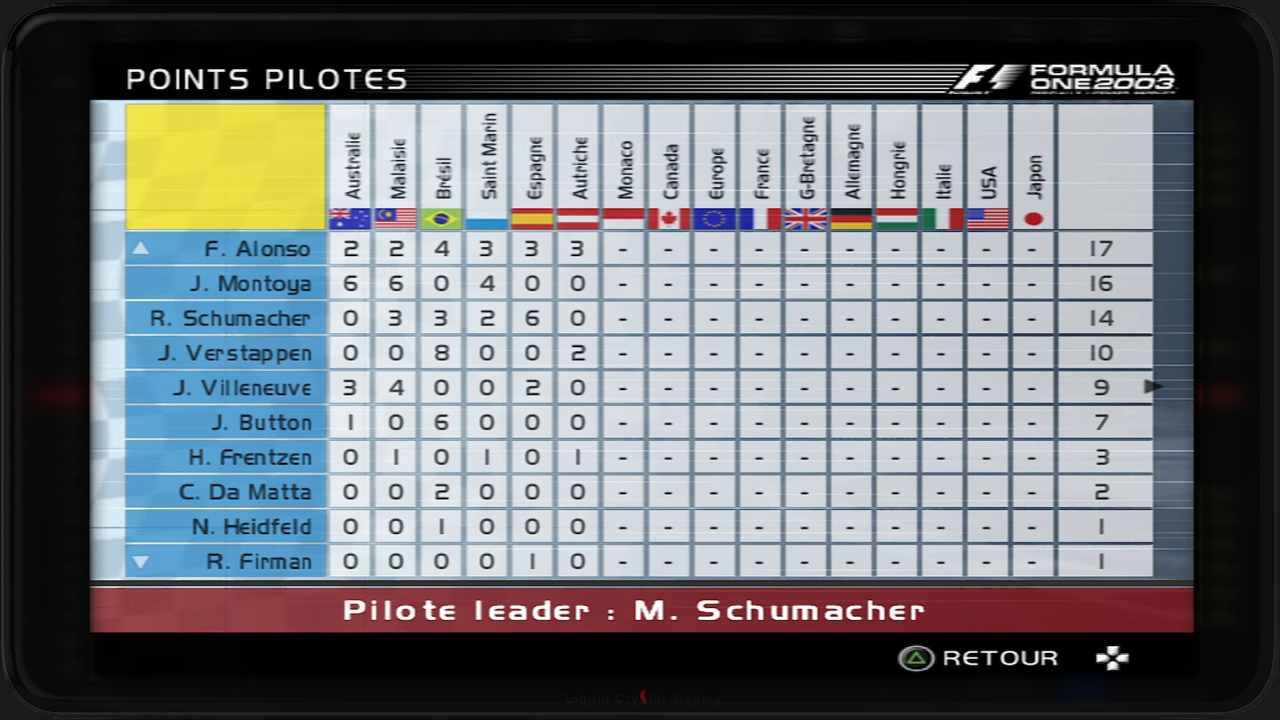 POINTS PILOTES
FORMULA
ONE 2003
Australie Malaisie Brésil Saint Marin Espagne Autriche Monaco Canada Europe France G-Bretagne Allemagne Hongrie Italie USA Japon
F. Alonso 2 2 4 3 3 3 - - - - - - - - - - 17
J. Montoya 6 6 0 4 0 0 - - - - - - - - - - 16
R. Schumacher 0 3 3 2 6 0 - - - - - - - - - - 14
J. Verstappen 0 0 8 0 0 2 - - - - - - - - - - 10
J. Villeneuve 3 4 0 0 2 0 - - - - - - - - - - 9
J. Button 1 0 6 0 0 0 - - - - - - - - - - 7
H. Frentzen 0 1 0 1 0 1 - - - - - - - - - - 3
C. Da Matta 0 0 2 0 0 0 - - - - - - - - - - 2
N. Heidfeld 0 0 1 0 0 0 - - - - - - - - - - 1
R. Firman 0 0 0 0 1 0 - - - - - - - - - - 1
Pilote leader : M. Schumacher
RETOUR
Liquid Crystal display